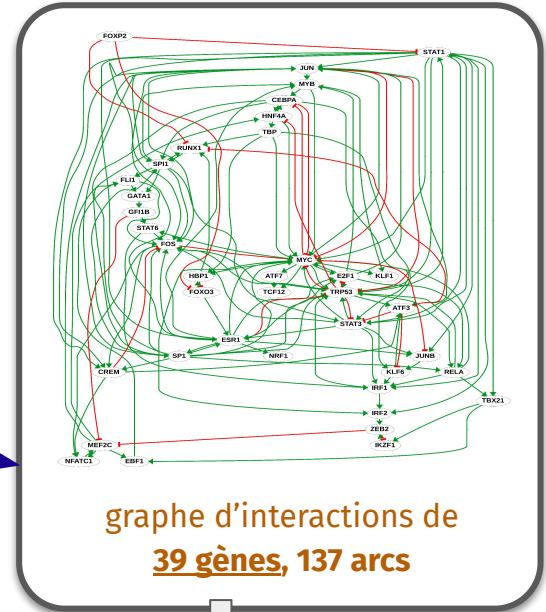 FOXP2
STAT1
JUN
MYB
CEBPA
HNF4A
TBP
RUNX1
SPI1
FLI1
GATA1
GFI1B
STAT6
FOS
MYC
HBP1
ATF7
E2F1
KLF1
FOXO3
TCF12
TRP53
ATF3
STAT3
ESR1
SP1
NRF1
JUNB
CREM
KLF6
RELA
IRF1
TBX21
IRF2
ZEB2
MEF2C
IKZF1
NFATC1
EBF1
graphe d'interactions de
39 gènes, 137 arcs